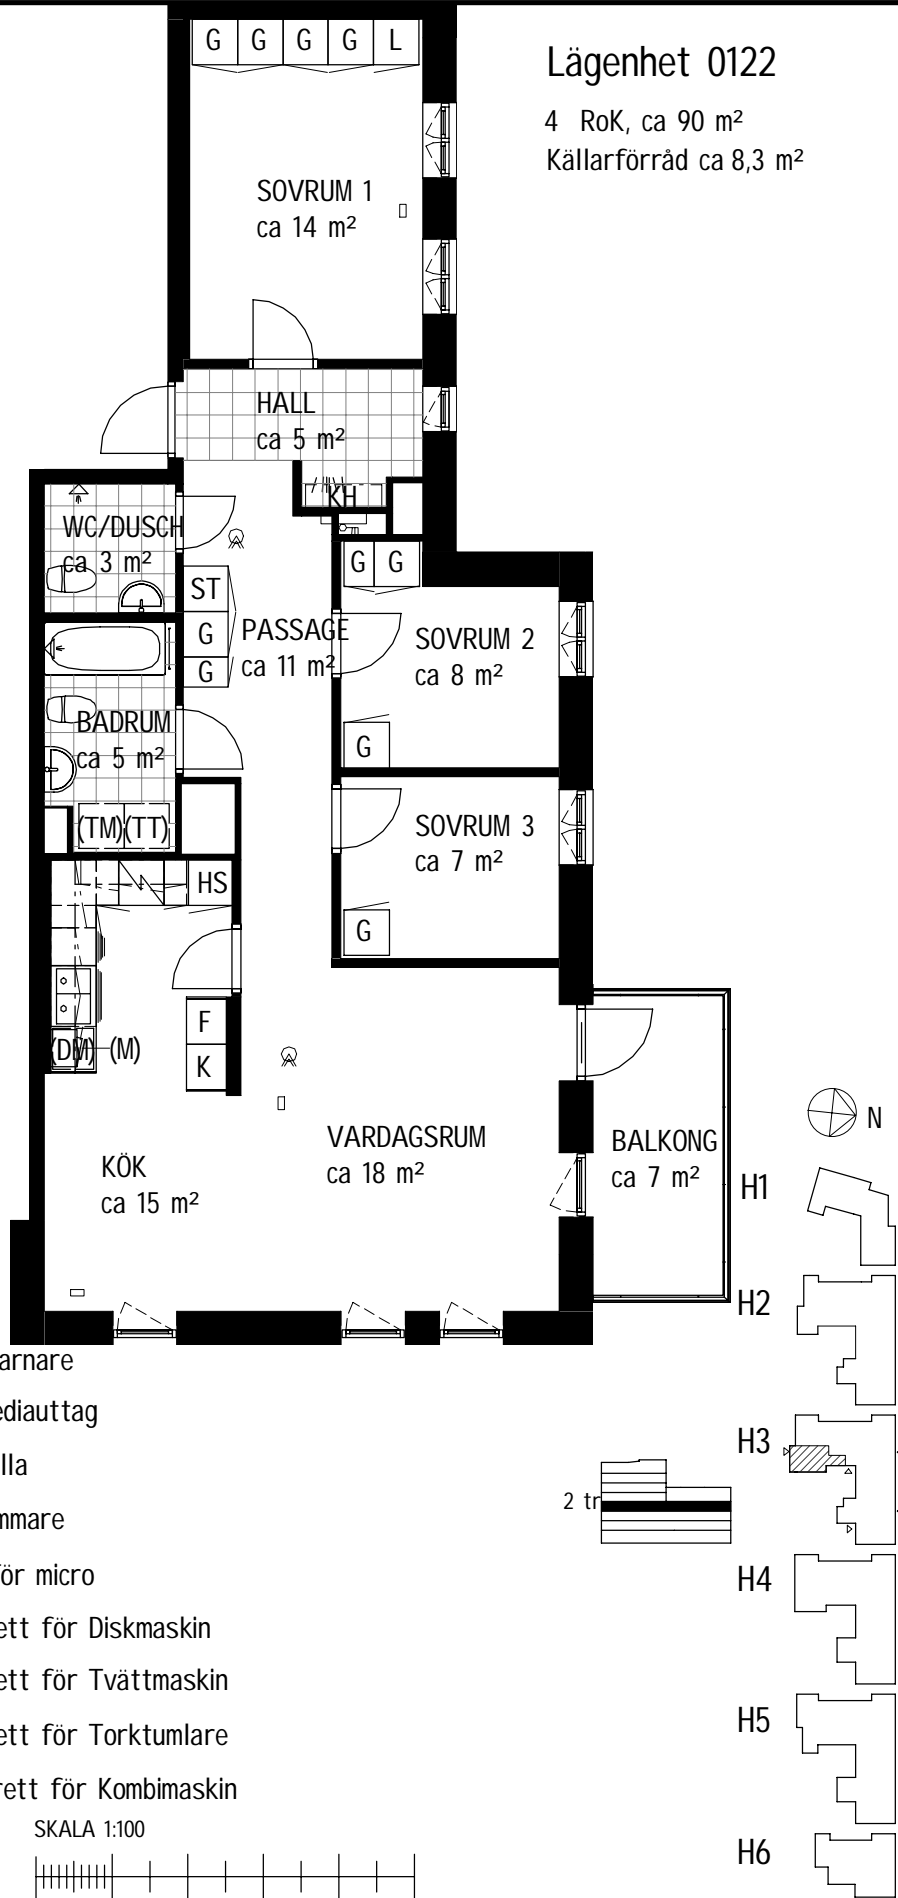 Lägenhet 0122
4 RoK, ca 90 m²
Källarförråd ca 8,3 m²
G G G G L
SOVRUM 1
ca 14 m²
HALL
ca 5 m²
KH
WC/DUSCH
ca 3 m²
G G
ST
G
G
PASSAGE
ca 11 m²
SOVRUM 2
ca 8 m²
BADRUM
ca 5 m²
G
(TM) (TT)
SOVRUM 3
ca 7 m²
HS
G
F
K
(DM) (M)
VARDAGSRUM
ca 18 m²
KÖK
ca 15 m²
BALKONG
ca 7 m²
N
H1
H2
H3
H4
H5
H6
2 tr
arnare
ediauttag
lla
nmare
för micro
ett för Diskmaskin
ett för Tvättmaskin
ett för Torktumlare
rett för Kombimaskin
SKALA 1:100